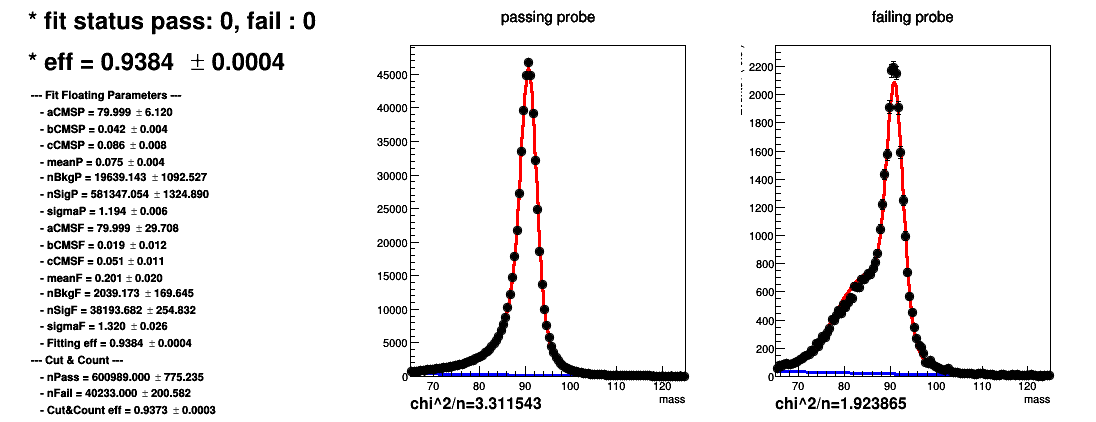 * fit status pass: 0, fail : 0
* eff = 0.9384 ± 0.0004
--- Fit Floating Parameters ---
- aCMSP = 79.999 ± 6.120
- bCMSP = 0.042 ± 0.004
- cCMSP = 0.086 ± 0.008
- meanP = 0.075 ± 0.004
- nBkgP = 19639.143 ± 1092.527
- nSigP = 581347.054 ± 1324.890
- sigmaP = 1.194 ± 0.006
- aCMSF = 79.999 ± 29.708
- bCMSF = 0.019 ± 0.012
- cCMSF = 0.051 ± 0.011
- meanF = 0.201 ± 0.020
- nBkgF = 2039.173 ± 169.645
- nSigF = 38193.682 ± 254.832
- sigmaF = 1.320 ± 0.026
- Fitting eff = 0.9384 ± 0.0004
--- Cut & Count ---
- nPass = 600989.000 ± 775.235
- nFail = 40233.000 ± 200.582
- Cut&Count eff = 0.9373 ± 0.0003
passing probe
45000
40000
35000
30000
25000
20000
15000
10000
5000
0
70 80 90 100 110 120
mass
chi^2/n=3.311543
failing probe
2200
2000
1800
1600
1400
1200
1000
800
600
400
200
0
70 80 90 100 110 120
mass
chi^2/n=1.923865